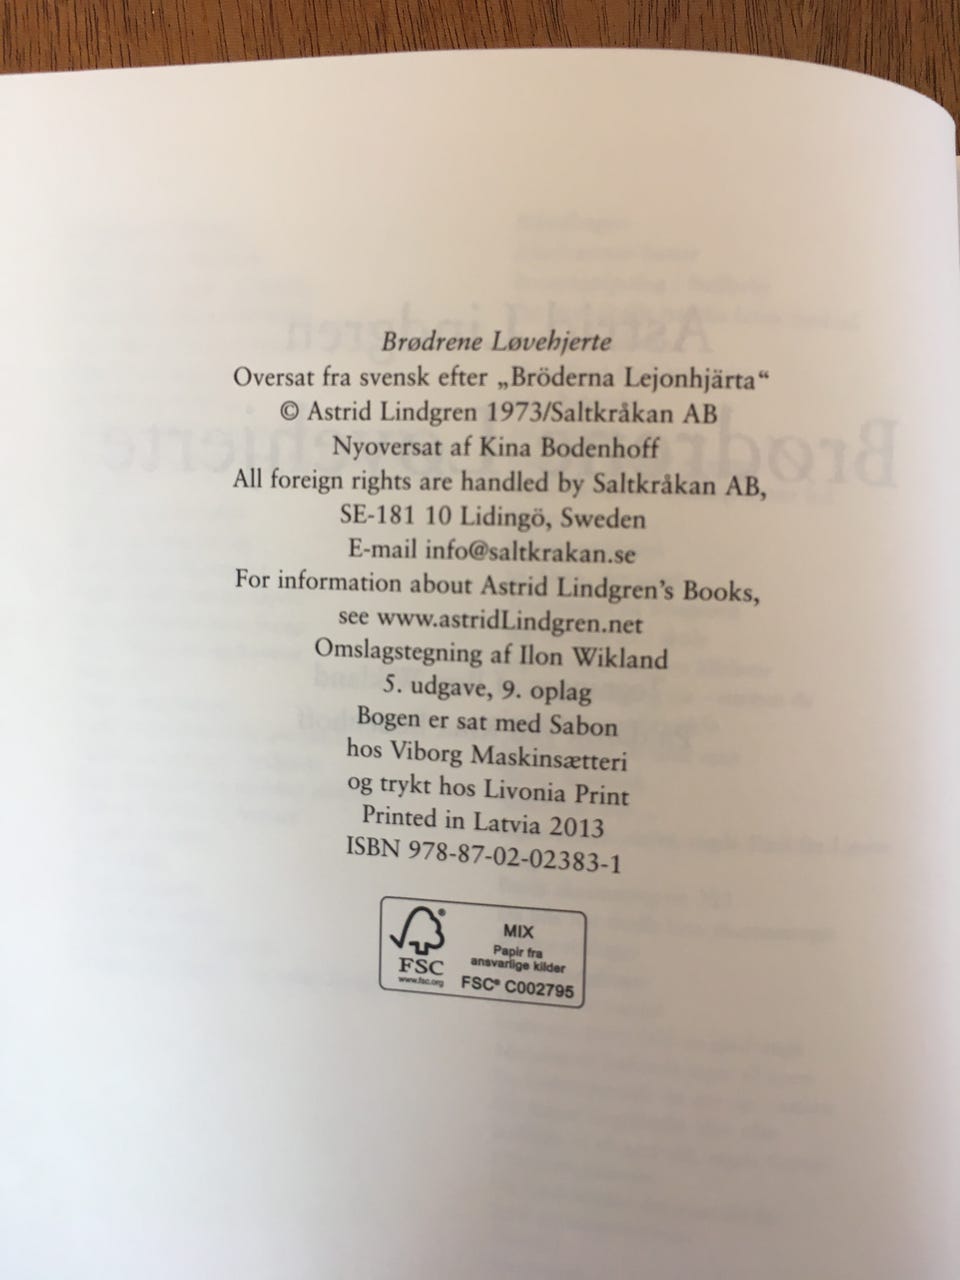 Brødrene Løvehjerte
Oversat fra svensk efter „Bröderna Lejonhjärta“
© Astrid Lindgren 1973/Saltkråkan AB
Nyoversat af Kina Bodenhoff
All foreign rights are handled by Saltkråkan AB,
SE-181 10 Lidingö, Sweden
E-mail info@saltkrakan.se
For information about Astrid Lindgren’s Books,
see www.astridLindgren.net
Omslagstegning af Ilon Wikland
5. udgave, 9. oplag
Bogen er sat med Sabon
hos Viborg Maskinsætteri
og trykt hos Livonia Print
Printed in Latvia 2013
ISBN 978-87-02-02383-1
FSC
www.fsc.org
MIX
Papir fra
ansvarlige kilder
FSC® C002795